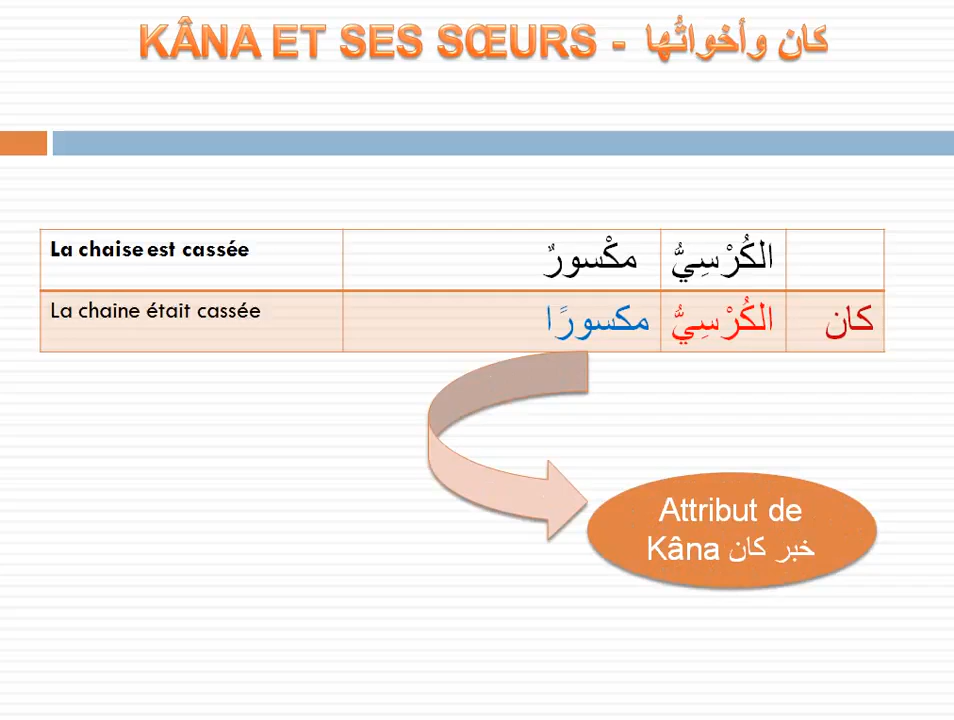 KÂNA ET SES SŒURS - كان وأخواتُها
La chaise est cassée
الكُرْسِيُّ مكْسورٌ
La chaine était cassée
كان الكُرْسِيُّ مكسورًا
Attribut de
Kâna خبر كان